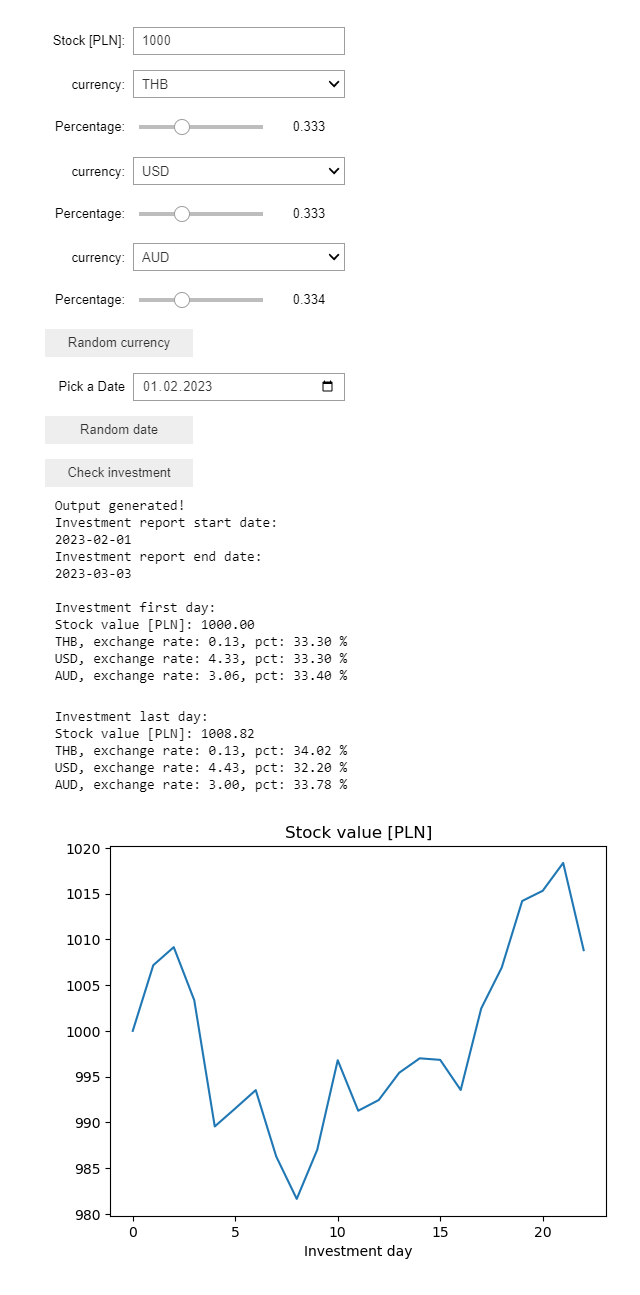 Stock [PLN]: 1000
currency: THB
Percentage: 0.333
currency: USD
Percentage: 0.333
currency: AUD
Percentage: 0.334
Random currency
Pick a Date 01.02.2023
Random date
Check investment
Output generated!
Investment report start date:
2023-02-01
Investment report end date:
2023-03-03
Investment first day:
Stock value [PLN]: 1000.00
THB, exchange rate: 0.13, pct: 33.30 %
USD, exchange rate: 4.33, pct: 33.30 %
AUD, exchange rate: 3.06, pct: 33.40 %
Investment last day:
Stock value [PLN]: 1008.82
THB, exchange rate: 0.13, pct: 34.02 %
USD, exchange rate: 4.43, pct: 32.20 %
AUD, exchange rate: 3.00, pct: 33.78 %
Stock value [PLN]
1020
1015
1010
1005
1000
995
990
985
980
0 5 10 15 20
Investment day